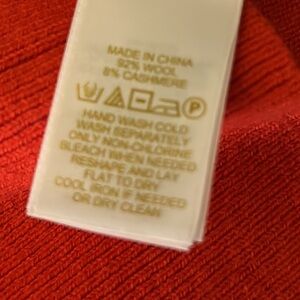 MADE IN CHINA
92% WOOL
8% CASHMERE
P
HAND WASH COLD
WASH SEPARATELY
ONLY NON-CHLORINE
BLEACH WHEN NEEDED
RESHAPE AND LAY
FLAT TO DRY
COOL IRON IF NEEDED
OR DRY CLEAN